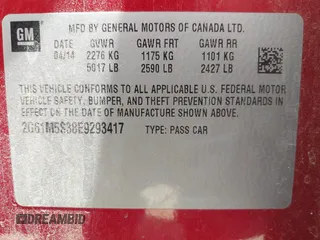 GM
MFD BY GENERAL MOTORS OF CANADA LTD.
DATE GVWR GAWR FRT GAWR RR
04/14 2276 KG 1175 KG 1101 KG
5017 LB 2590 LB 2427 LB
THIS VEHICLE CONFORMS TO ALL APPLICABLE U.S. FEDERAL MOTOR
VEHICLE SAFETY, BUMPER, AND THEFT PREVENTION STANDARDS
IN EFFECT ON THE DATE OF MANUFACTURE SHOWN ABOVE.
2G61M5S38E9293417 TYPE: PASS CAR
DREAMBID